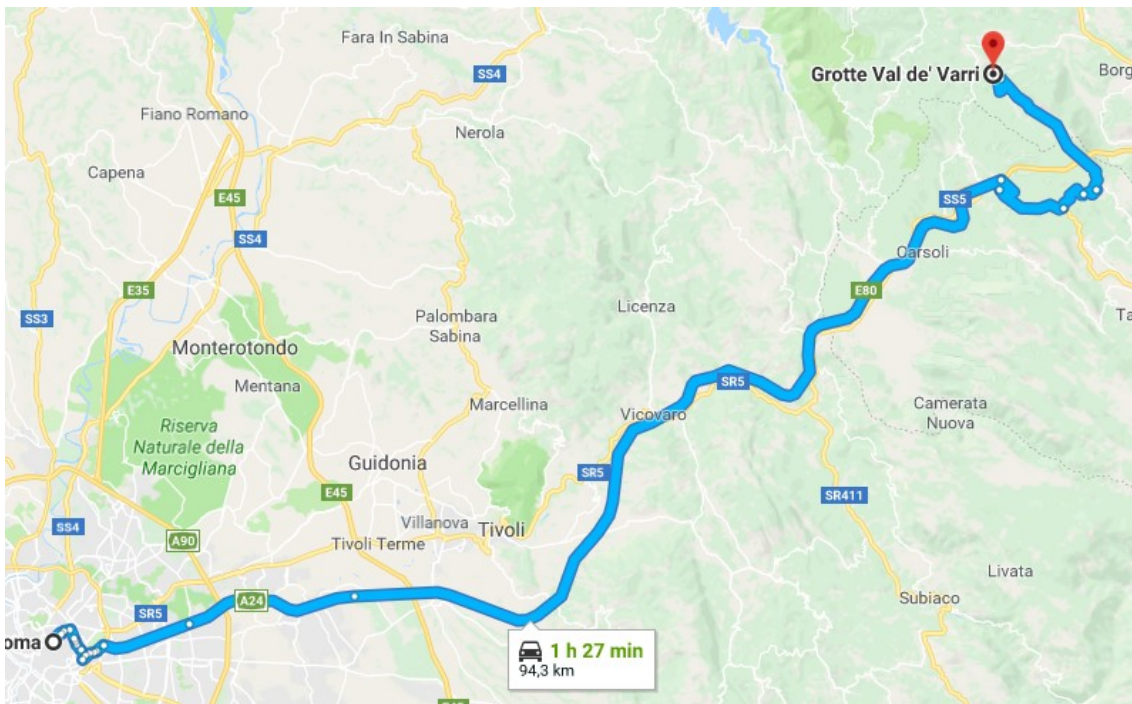 Fara In Sabina
SS4
Grotte Val de' Varri
Borg
Fiano Romano
Nerola
Capena
E45
SS4
SS5
Carsoli
E35
E80
SS3
Licenza
Ta
Palombara
Sabina
Monterotondo
SR5
Mentana
Marcellina
Vicovaro
Camerata
Nuova
Riserva
Naturale della
Marcigliana
Guidonia
SR5
E45
SR411
SS4
Villanova
Tivoli
A90
Tivoli Terme
Livata
SR5
A24
Subiaco
oma
1 h 27 min
94,3 km